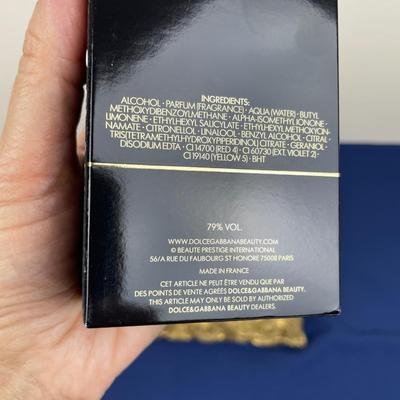 INGREDIENTS:
ALCOHOL • PARFUM (FRAGRANCE) • AQUA (WATER) • BUTYL
METHOXYDIBENZOYLMETHANE • ALPHA-ISOMETHYL IONONE •
LIMONENE • ETHYLHEXYL SALICYLATE • ETHYLHEXYL METHOXYCIN-
NAMATE • CITRONELLOL • LINALOOL • BENZYL ALCOHOL • CITRAL •
TRIS(TETRAMETHYLHYDROXYPIPERIDINOL) CITRATE • GERANIOL •
DISODIUM EDTA • CI 14700 (RED 4) • CI 60730 (EXT. VIOLET 2) •
CI 19140 (YELLOW 5) • BHT
79% VOL.
WWW.DOLCEGABBANABEAUTY.COM
© BEAUTE PRESTIGE INTERNATIONAL
56/A RUE DU FAUBOURG ST HONORE 75008 PARIS
MADE IN FRANCE
CET ARTICLE NE PEUT ÊTRE VENDU QUE PAR
DES POINTS DE VENTE AGRÉÉS DOLCE&GABBANA BEAUTY.
THIS ARTICLE MAY ONLY BE SOLD BY AUTHORIZED
DOLCE&GABBANA BEAUTY DEALERS.